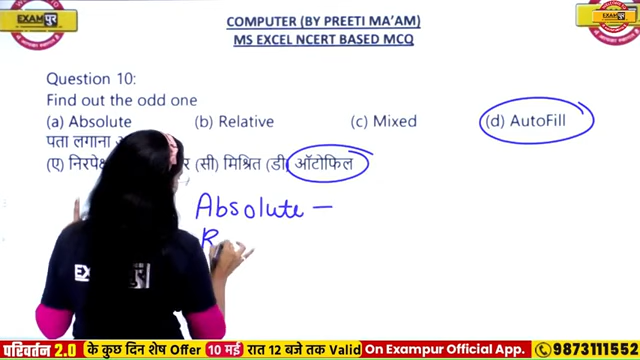 COMPUTER (BY PREETI MA'AM)
MS EXCEL NCERT BASED MCQ
EXAMपुर
EXAMपुर
Question 10:
Find out the odd one
(a) Absolute (b) Relative (c) Mixed (d) AutoFill
पता लगाना
(ए) (सी) मिश्रित (डी) ऑटोफिल
Absolute –
R
परिवर्तन 2.0 के कुछ दिन शेष Offer 10 मई रात 12 बजे तक Valid On Exampur Official App. 9873111552